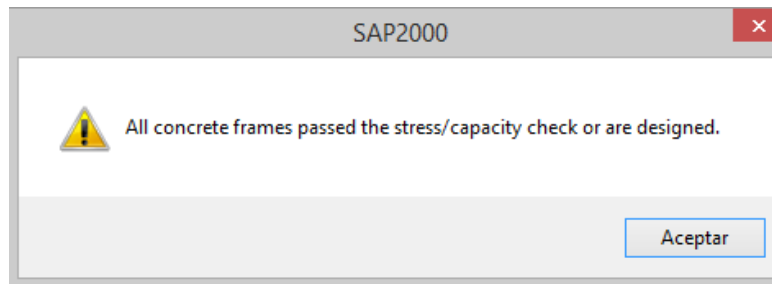 SAP2000
All concrete frames passed the stress/capacity check or are designed.
Aceptar